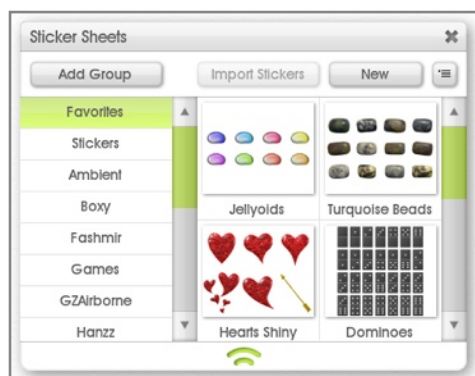 Sticker Sheets
Add Group
Import Stickers
New
Favorites
Stickers
Ambient
Boxy
Fashmir
Games
GZAirborne
Hanzz
Jellyoids
Turquoise Beads
Hearts Shiny
Dominoes